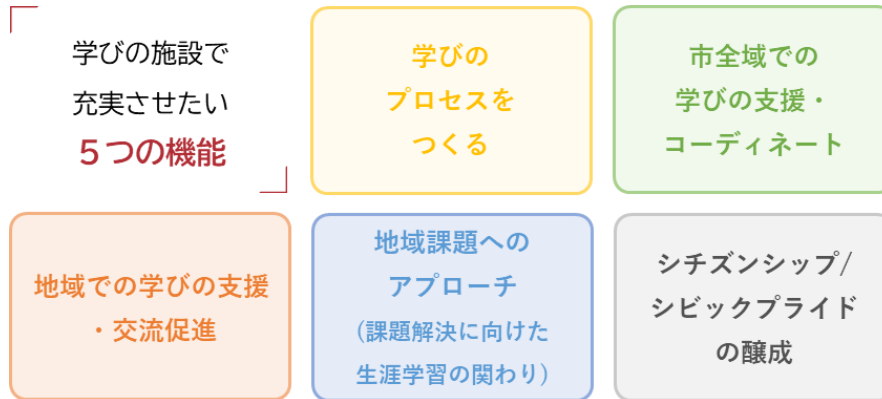 学びの施設で
充実させたい
５つの機能
学びの
プロセスを
つくる
市全域での
学びの支援・
コーディネート
地域での学びの支援
・交流促進
地域課題への
アプローチ
(課題解決に向けた
生涯学習の関わり)
シチズンシップ/
シビックプライド
の醸成